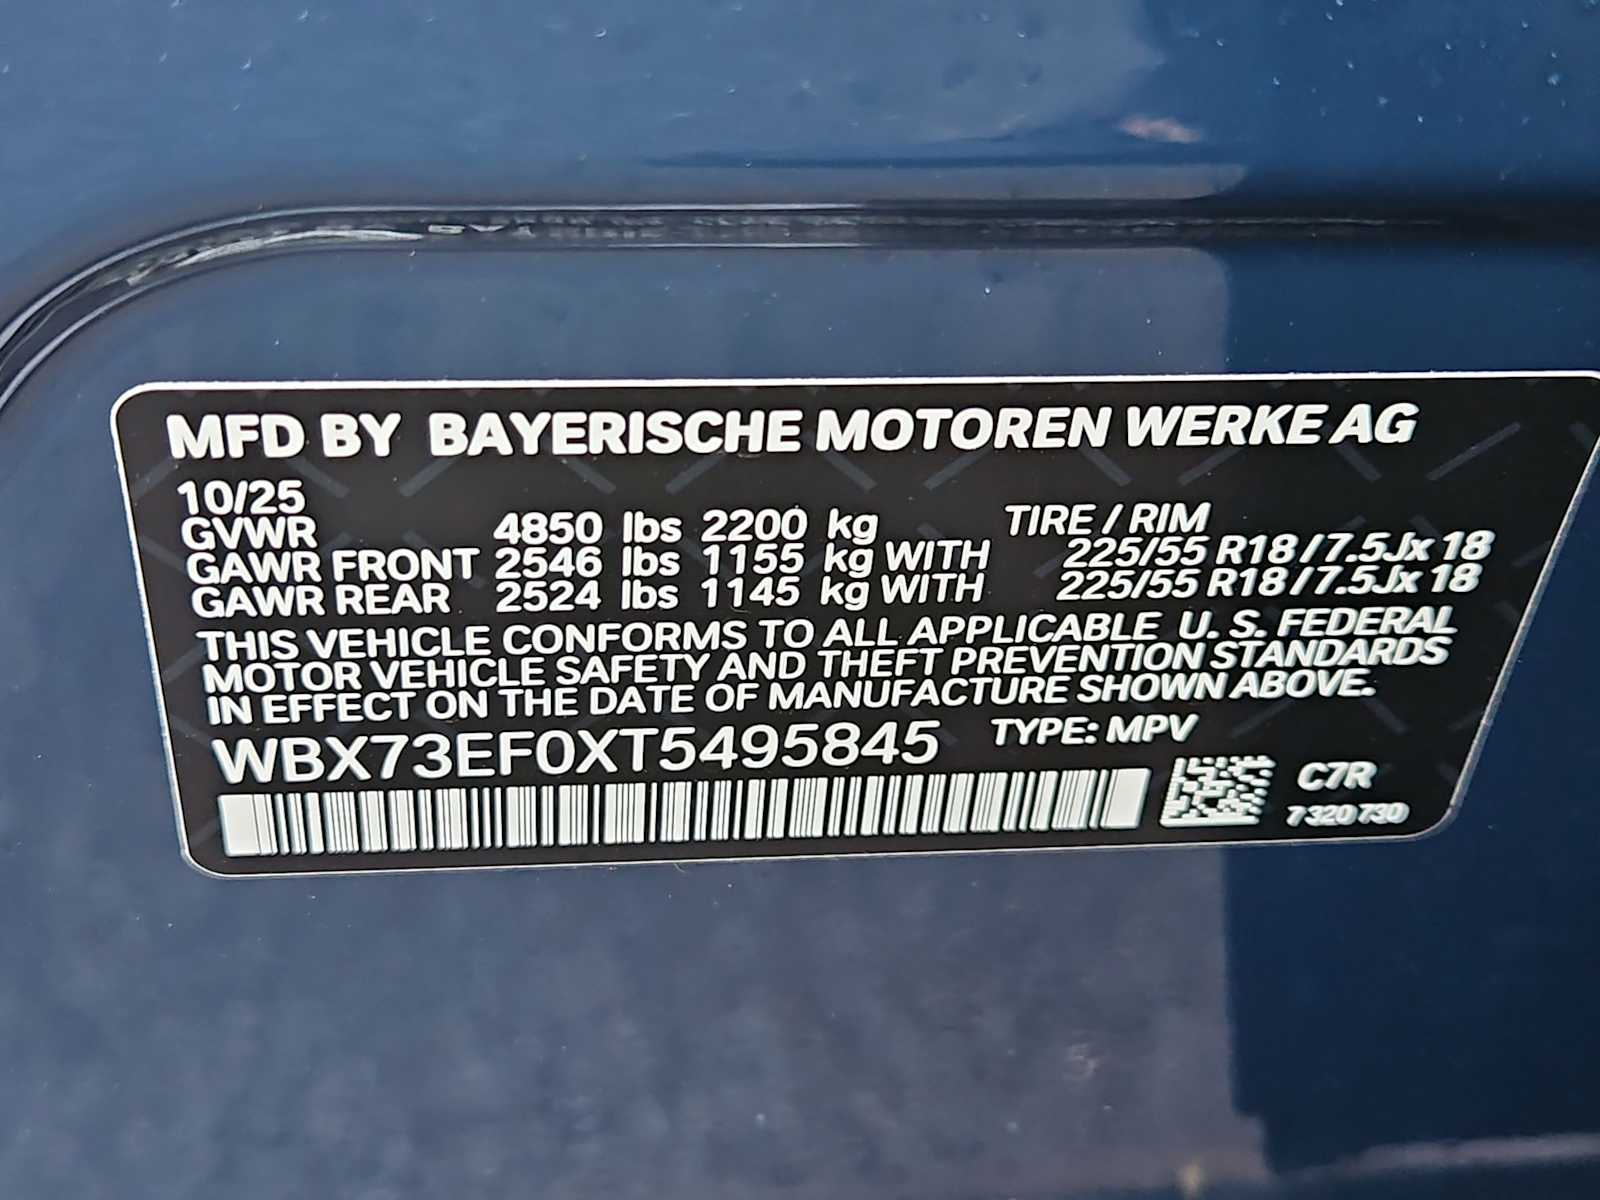 MFD BY BAYERISCHE MOTOREN WERKE AG
10/25
GVWR 4850 lbs 2200 kg TIRE / RIM
GAWR FRONT 2546 lbs 1155 kg WITH 225/55 R18 / 7.5Jx 18
GAWR REAR 2524 lbs 1145 kg WITH 225/55 R18 / 7.5Jx 18
THIS VEHICLE CONFORMS TO ALL APPLICABLE U. S. FEDERAL
MOTOR VEHICLE SAFETY AND THEFT PREVENTION STANDARDS
IN EFFECT ON THE DATE OF MANUFACTURE SHOWN ABOVE.
WBX73EF0XT5495845 TYPE: MPV
C7R
7 320 730